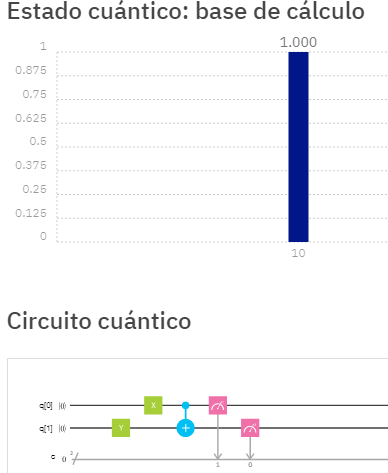 Estado cuántico: base de cálculo
1.000
1
0.875
0.75
0.625
0.5
0.375
0.25
0.125
0
10
Circuito cuántico
q[0] |0⟩
X
q[1] |0⟩
Y
c 0
2
1 0